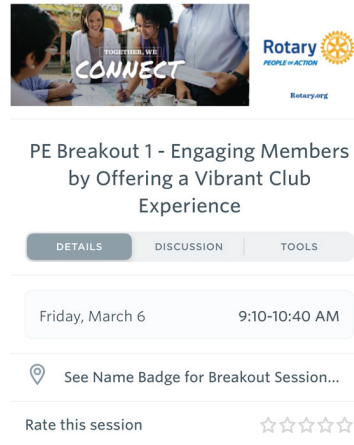 TOGETHER, WE
CONNECT
Rotary
PEOPLE OF ACTION
Rotary.org
PE Breakout 1 - Engaging Members
by Offering a Vibrant Club
Experience
DETAILS
DISCUSSION
TOOLS
Friday, March 6
9:10-10:40 AM
See Name Badge for Breakout Session...
Rate this session